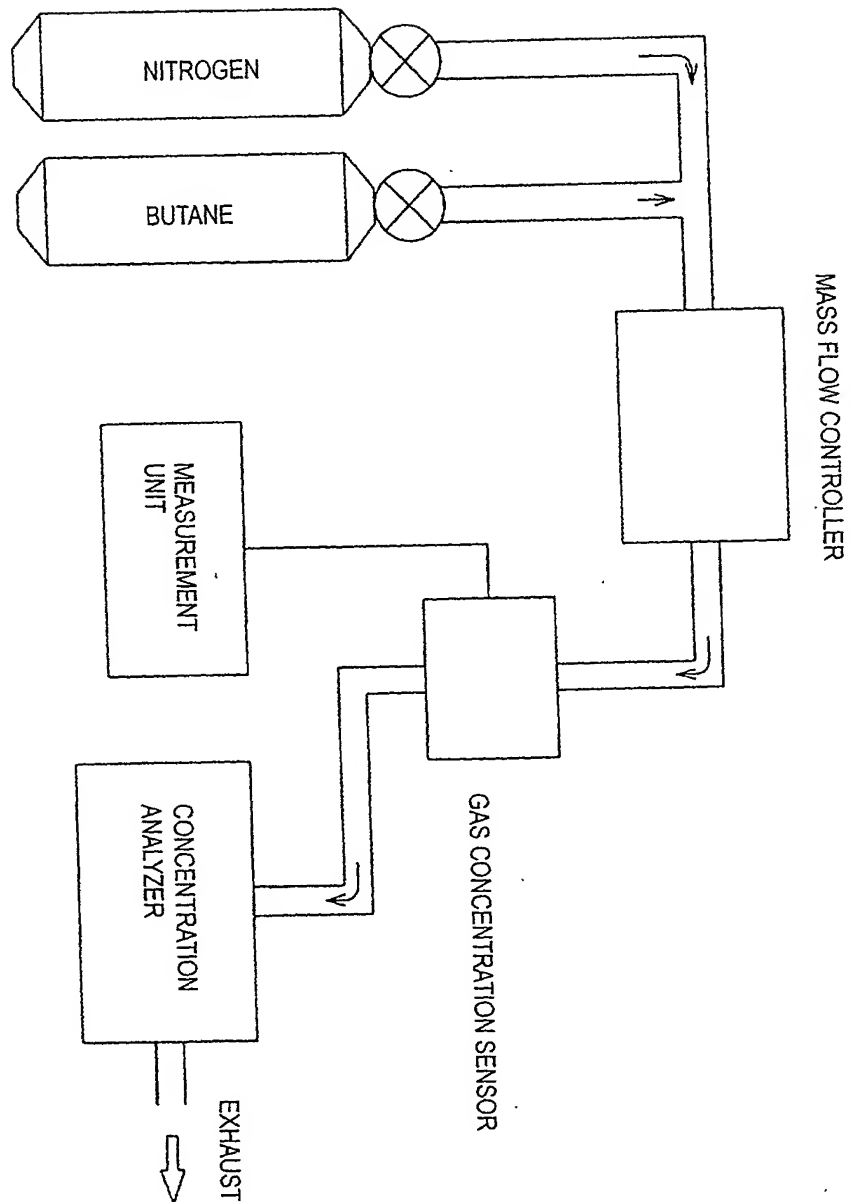 NITROGEN
BUTANE
MASS FLOW CONTROLLER
MEASUREMENT
UNIT
GAS CONCENTRATION SENSOR
CONCENTRATION
ANALYZER
EXHAUST